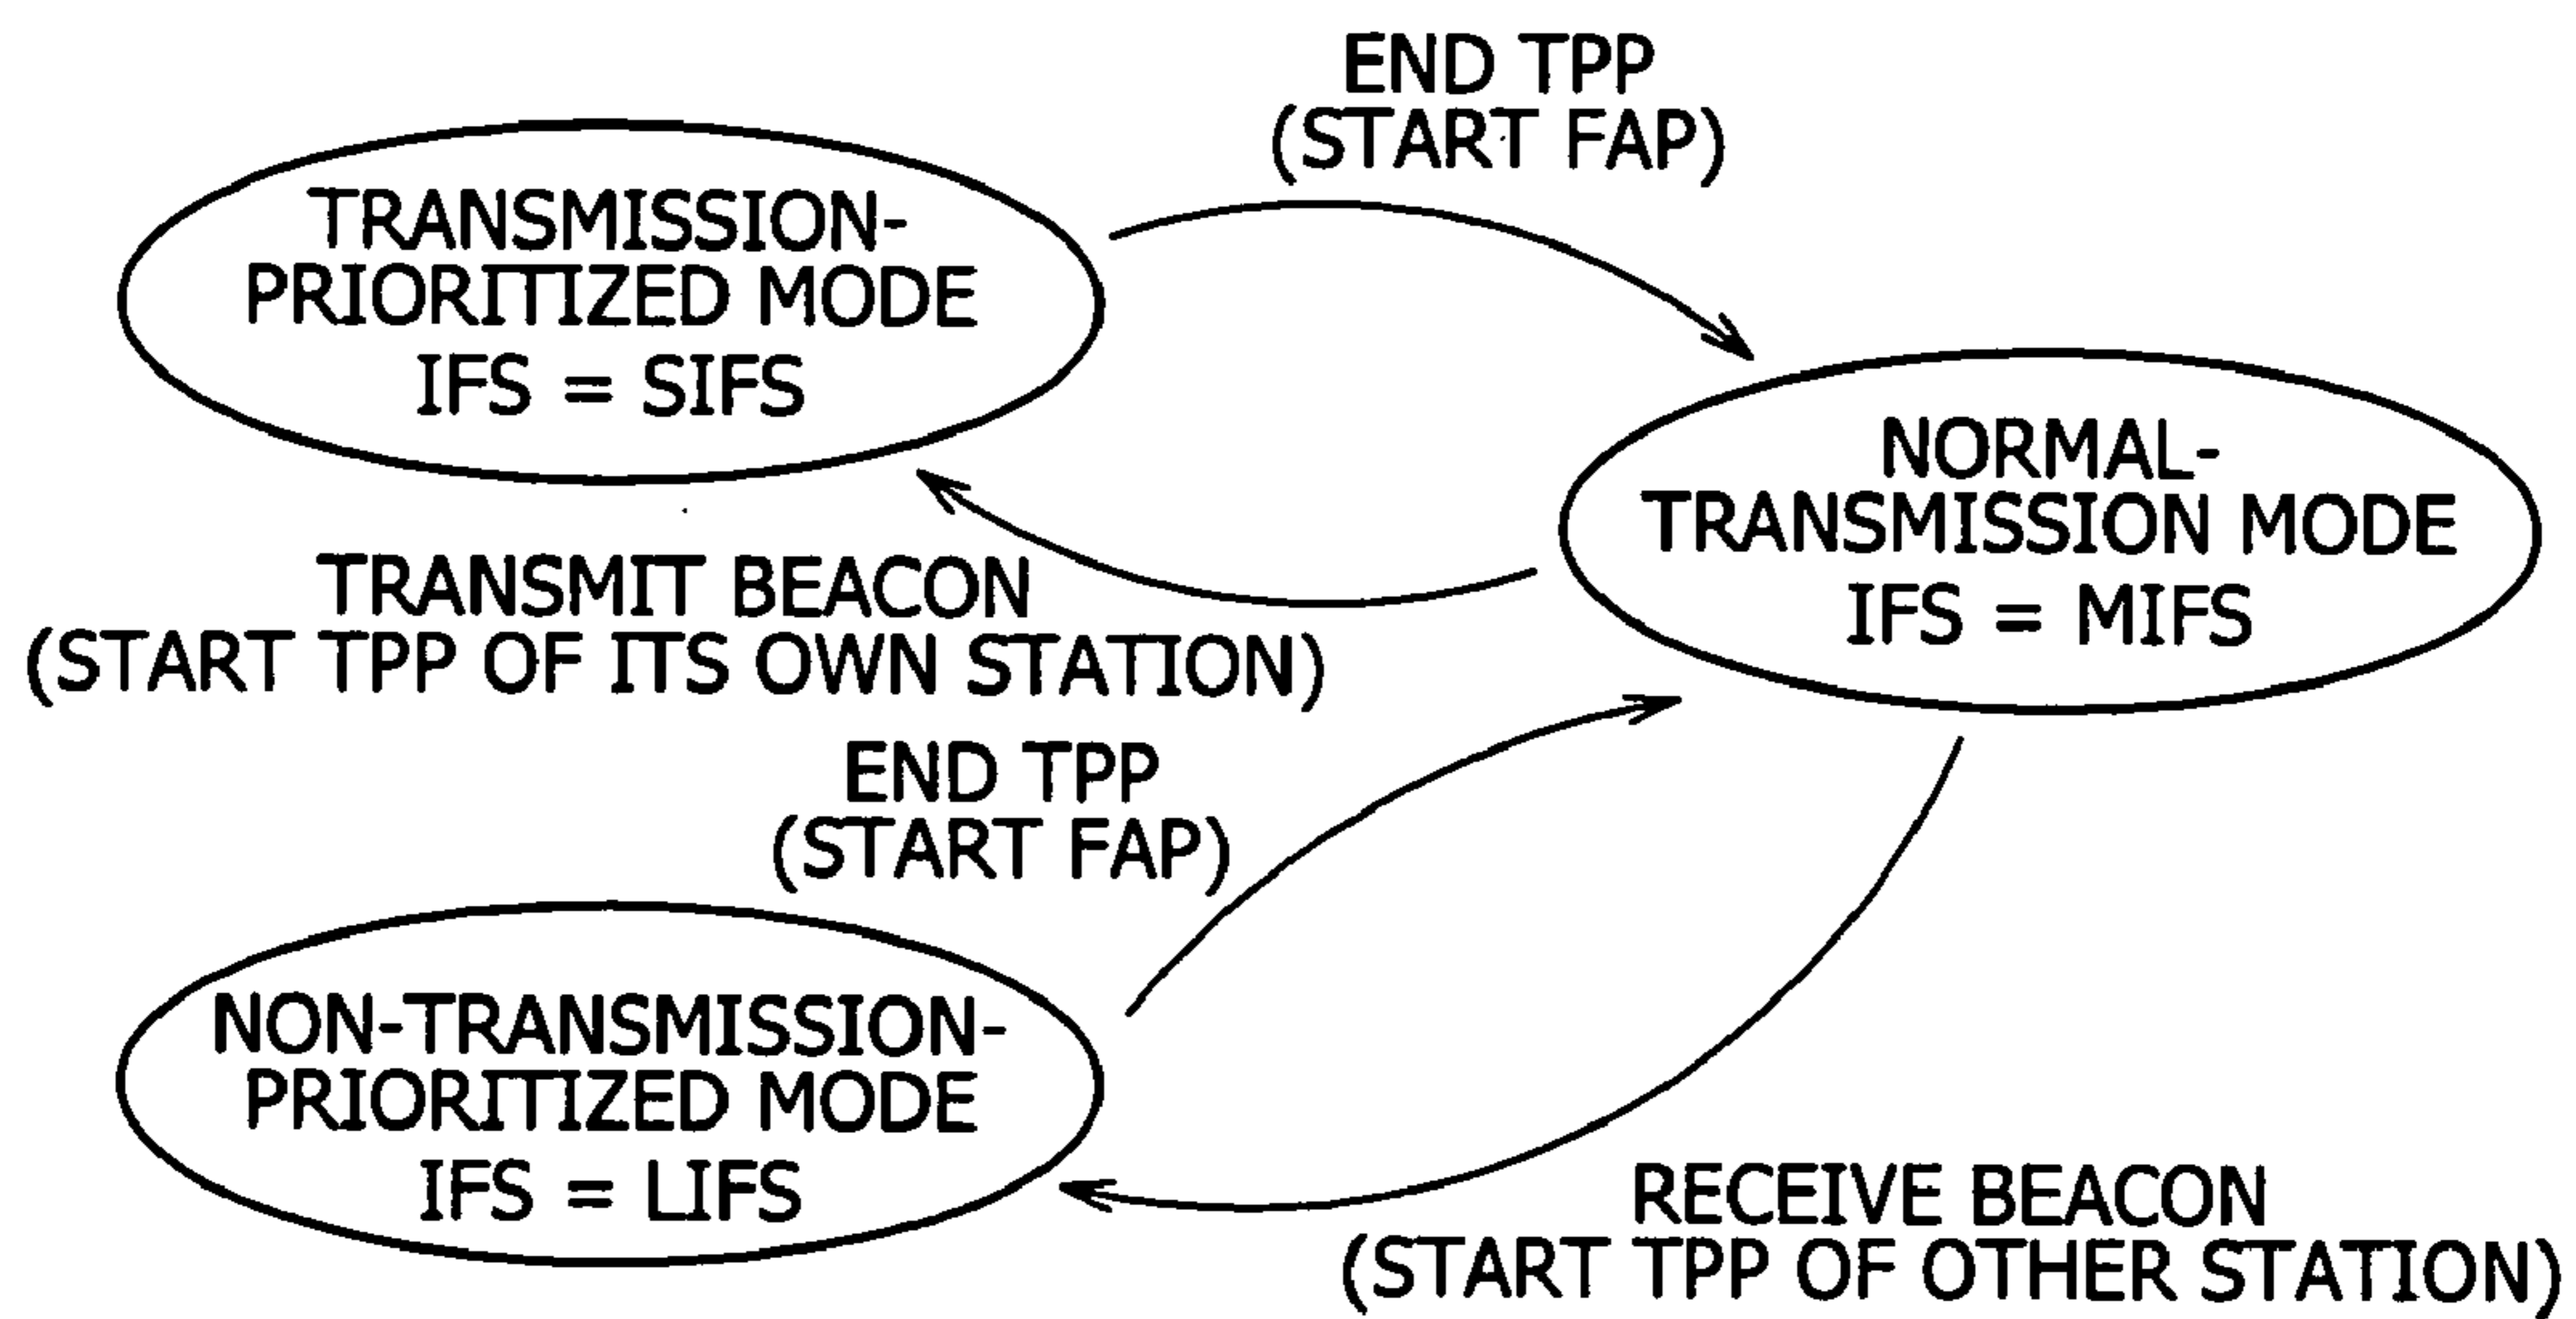 END TPP
(START FAP)
TRANSMISSION-
PRIORITIZED MODE
IFS = SIFS
NORMAL-
TRANSMISSION MODE
IFS = MIFS
TRANSMIT BEACON
(START TPP OF ITS OWN STATION)
END TPP
(START FAP)
NON-TRANSMISSION-
PRIORITIZED MODE
IFS = LIFS
RECEIVE BEACON
(START TPP OF OTHER STATION)